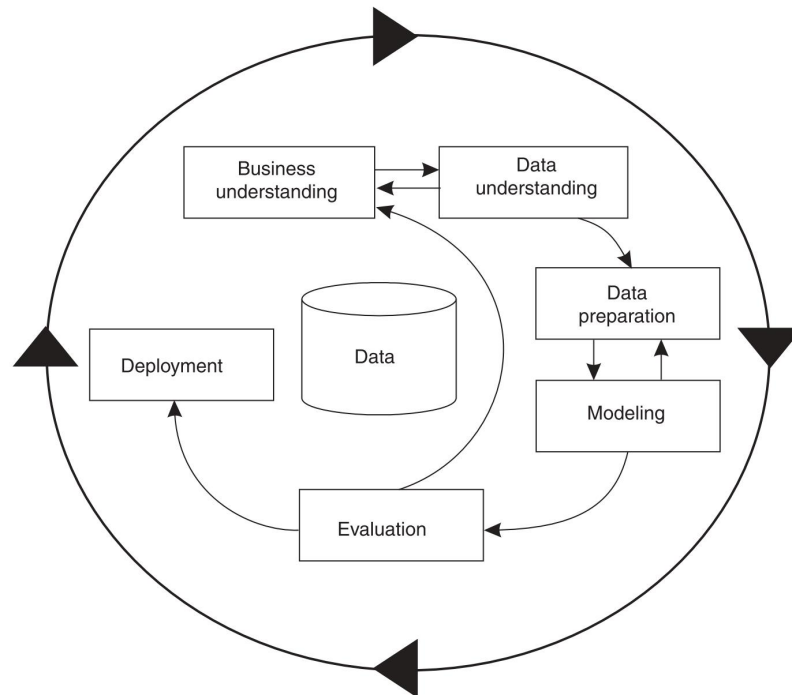 Business
understanding
Data
understanding
Data
preparation
Deployment
Data
Modeling
Evaluation